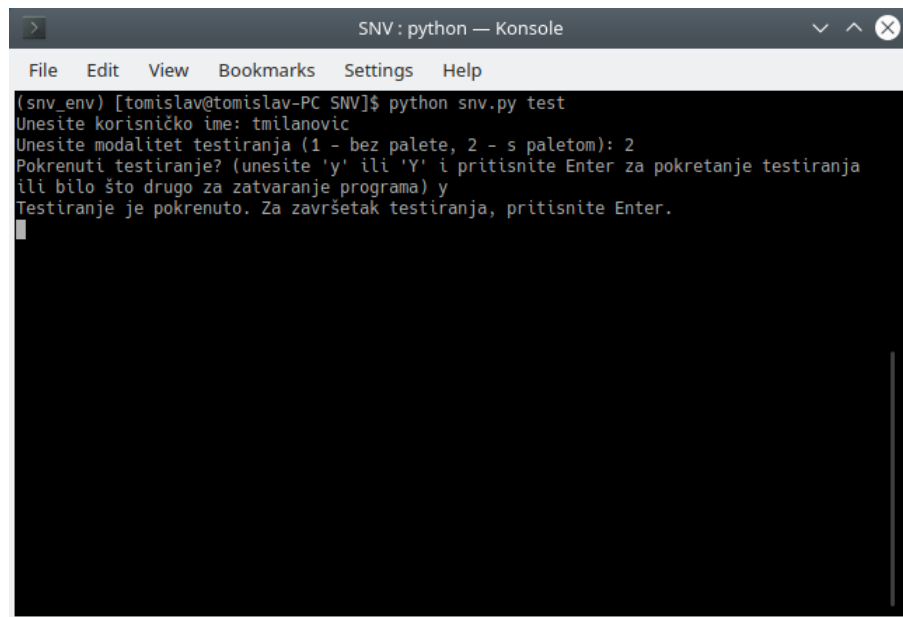 SNV : python — Konsole
File Edit View Bookmarks Settings Help
(snv_env) [tomislav@tomislav-PC SNV]$ python snv.py test
Unesite korisničko ime: tmilanovic
Unesite modalitet testiranja (1 - bez palete, 2 - s paletom): 2
Pokrenuti testiranje? (unesite 'y' ili 'Y' i pritisnite Enter za pokretanje testiranja
ili bilo što drugo za zatvaranje programa) y
Testiranje je pokrenuto. Za završetak testiranja, pritisnite Enter.